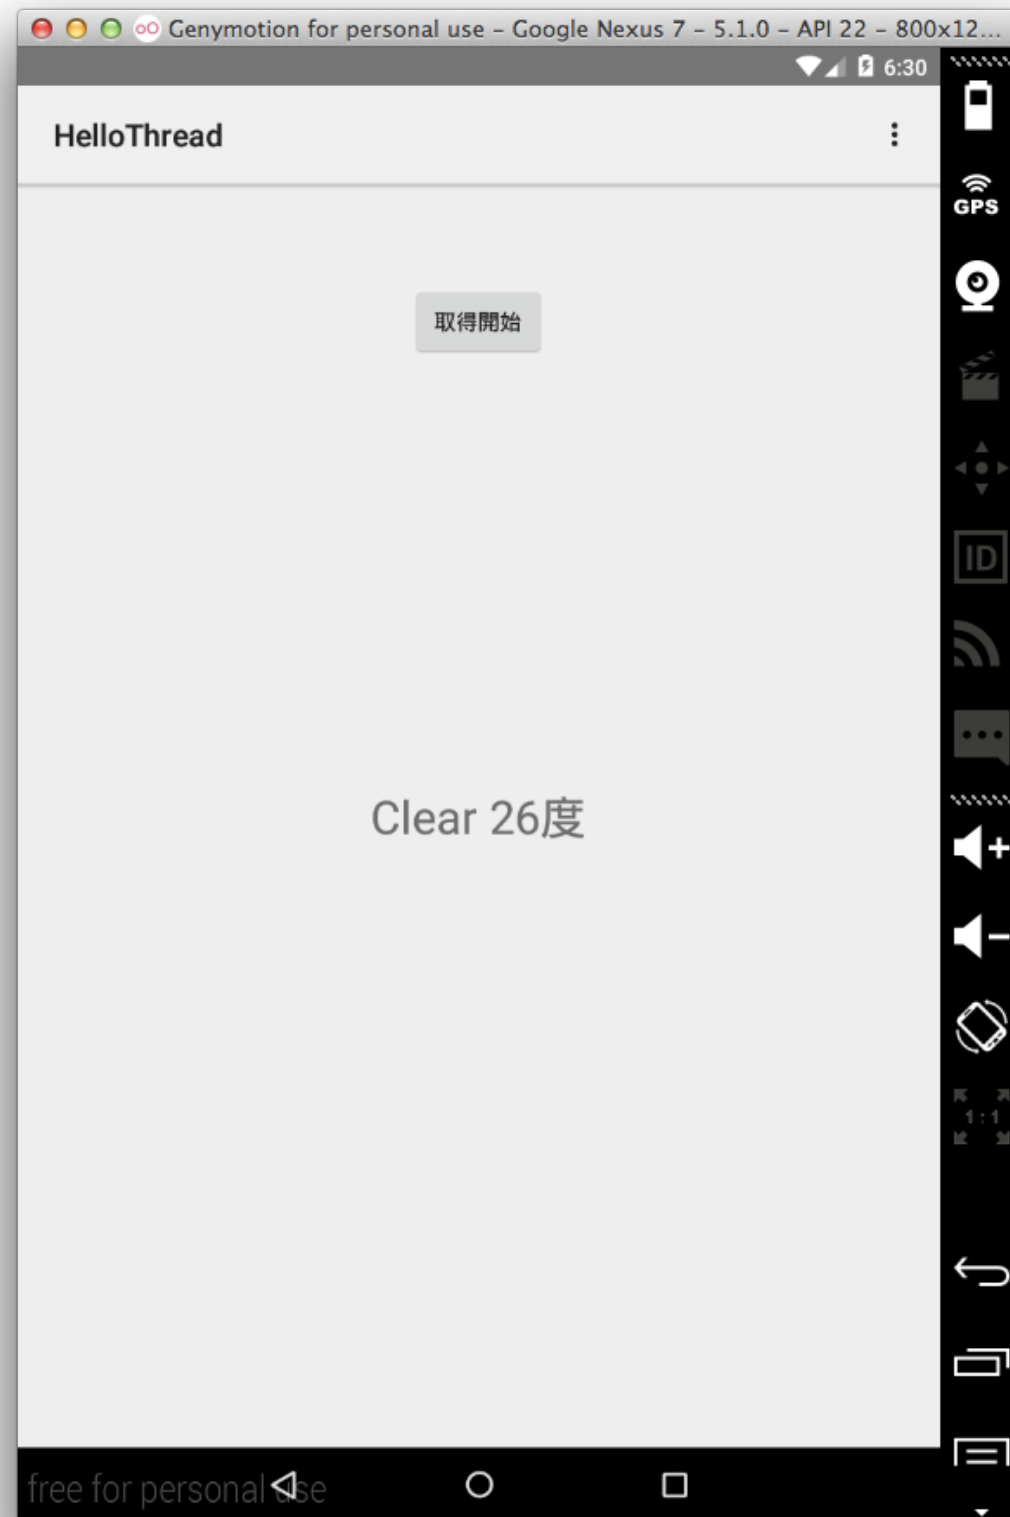 Genymotion for personal use – Google Nexus 7 – 5.1.0 – API 22 – 800x12...
6:30
HelloThread
GPS
取得開始
ID
Clear 26度
1:1
free for personal use